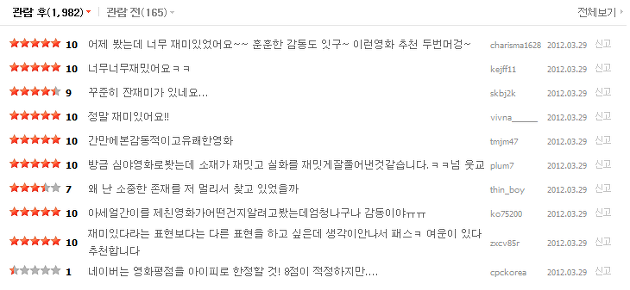 관람 후(1,982) 관람 전(165) 전체보기
10 어제 봤는데 너무 재미있었어요~~ 훈훈한 감동도 잇구~ 이런영화 추천 두번머겅~ charisma1628 2012.03.29 신고
10 너무너무재밌어요ㅋㅋ kejff11 2012.03.29 신고
9 꾸준히 잔재미가 있네요... skbj2k 2012.03.29 신고
10 정말 재미있어요!! vivna______ 2012.03.29 신고
10 간만에본감동적이고유쾌한영화 tmjm47 2012.03.29 신고
10 방금 심야영화로봤는데 소재가 재밋고 실화를 재밋게잘풀어낸것같습니다.ㅋㅋ넘 웃교 plum7 2012.03.29 신고
7 왜 난 소중한 존재를 저 멀리서 찾고 있었을까 thin_boy 2012.03.29 신고
10 아세얼간이를 제친영화가어떤건지알려고봤는데엄청나구나 감동이야ㅠㅠ ko75200 2012.03.29 신고
10 재미있다라는 표현보다는 다른 표현을 하고 싶은데 생각이안나서 패스ㅋ 여운이 있다 zxcv85r 2012.03.29 신고
추천합니다
1 네이버는 영화평점을 아이피로 한정할 것! 8점이 적정하지만.... cpckorea 2012.03.29 신고